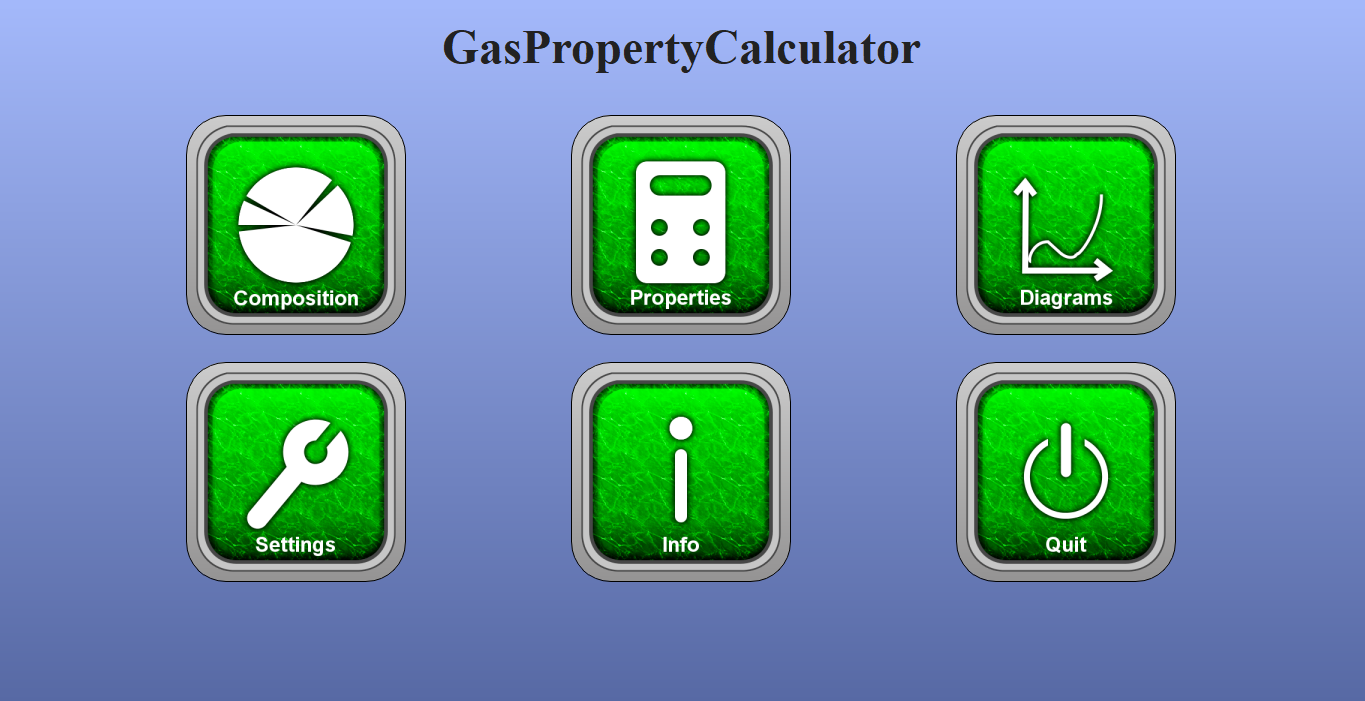 GasPropertyCalculator
Composition
Properties
Diagrams
Settings
Info
Quit